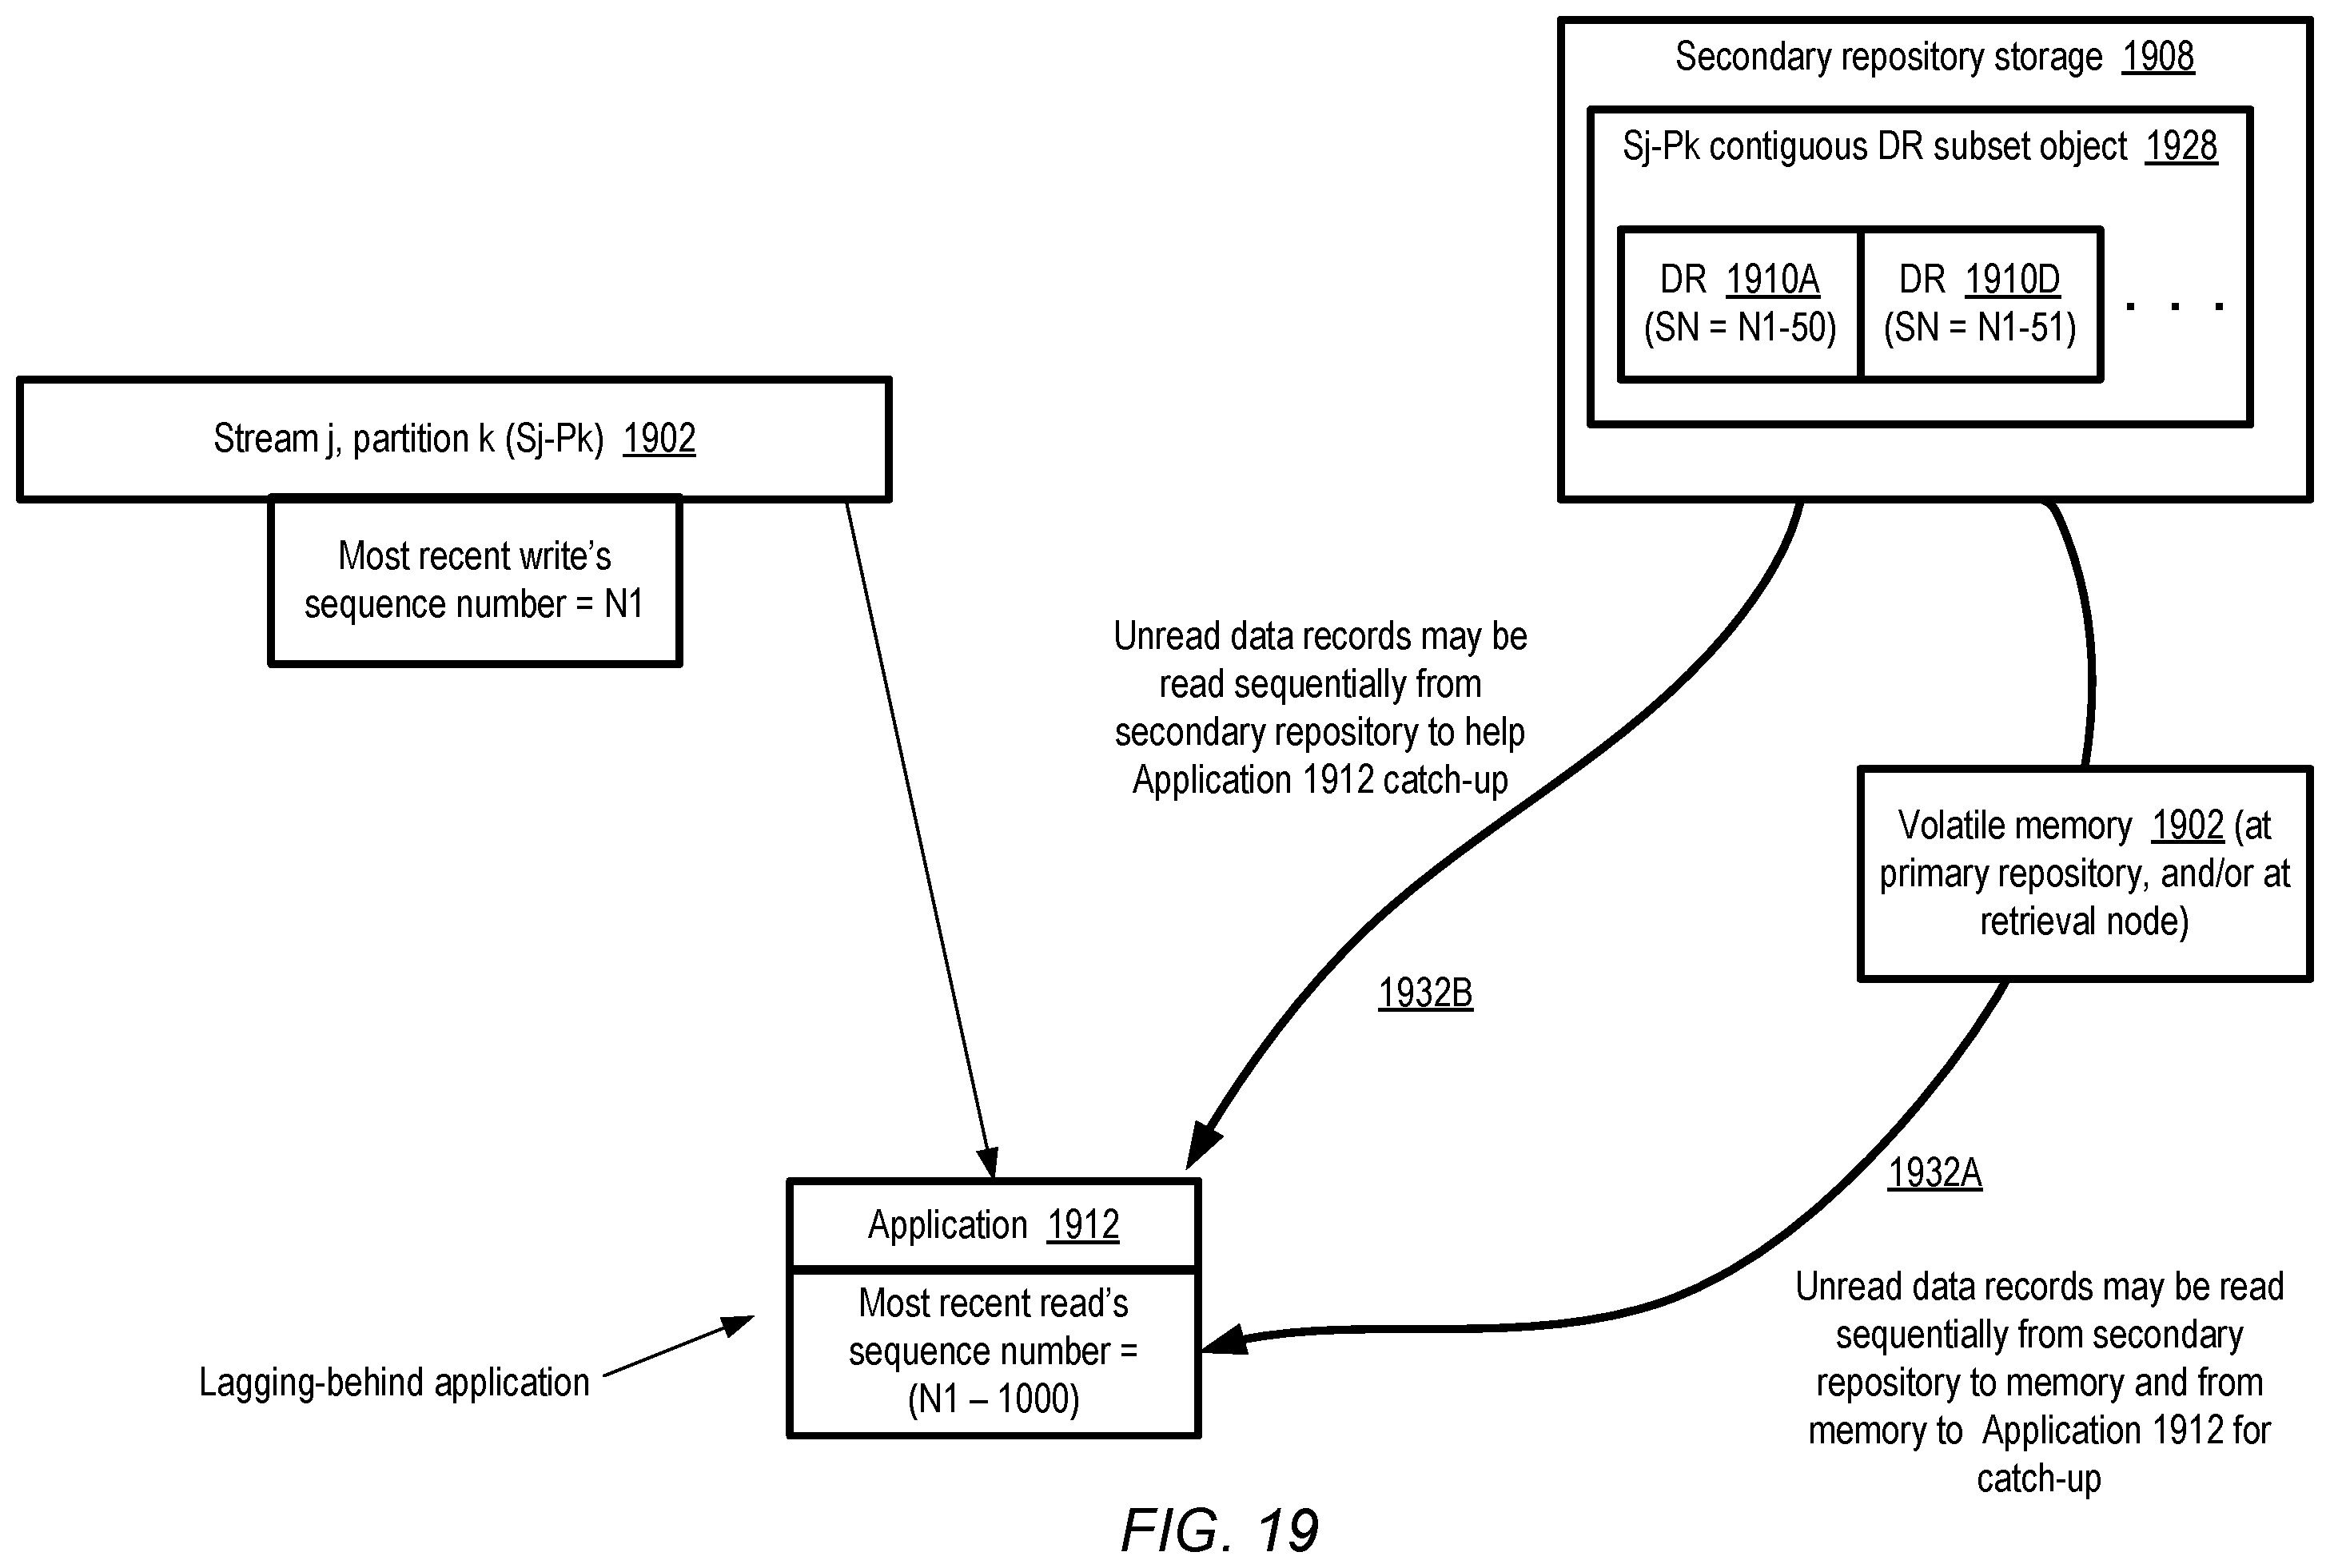 Secondary repository storage 1908
Sj-Pk contiguous DR subset object 1928
DR 1910A
(SN = N1-50)
DR 1910D
(SN = N1-51)
. . .
Stream j, partition k (Sj-Pk) 1902
Most recent write’s
sequence number = N1
Unread data records may be
read sequentially from
secondary repository to help
Application 1912 catch-up
Volatile memory 1902 (at
primary repository, and/or at
retrieval node)
1932B
1932A
Application 1912
Most recent read’s
sequence number =
(N1 – 1000)
Lagging-behind application
Unread data records may be read
sequentially from secondary
repository to memory and from
memory to Application 1912 for
catch-up
FIG. 19